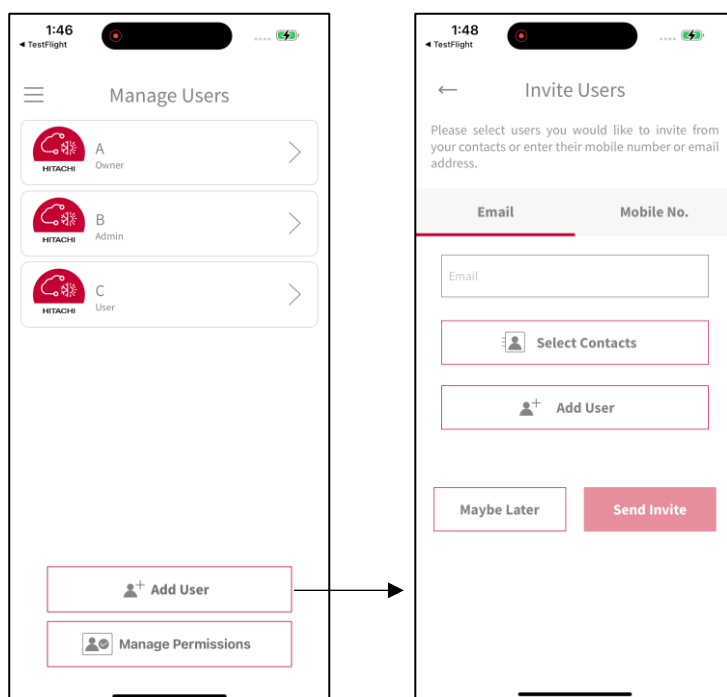 1:46
◀ TestFlight
Manage Users
HITACHI
A
Owner
HITACHI
B
Admin
HITACHI
C
User
Add User
Manage Permissions
1:48
◀ TestFlight
Invite Users
Please select users you would like to invite from
your contacts or enter their mobile number or email
address.
Email
Mobile No.
Email
Select Contacts
Add User
Maybe Later
Send Invite